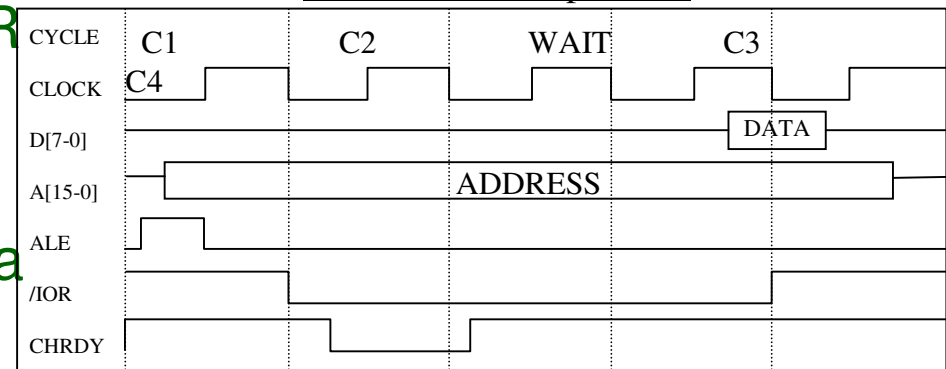 R
CYCLE C1 C2 WAIT C3
CLOCK C4
D[7-0] DATA
A[15-0] ADDRESS
ALE
a
/IOR
CHRDY